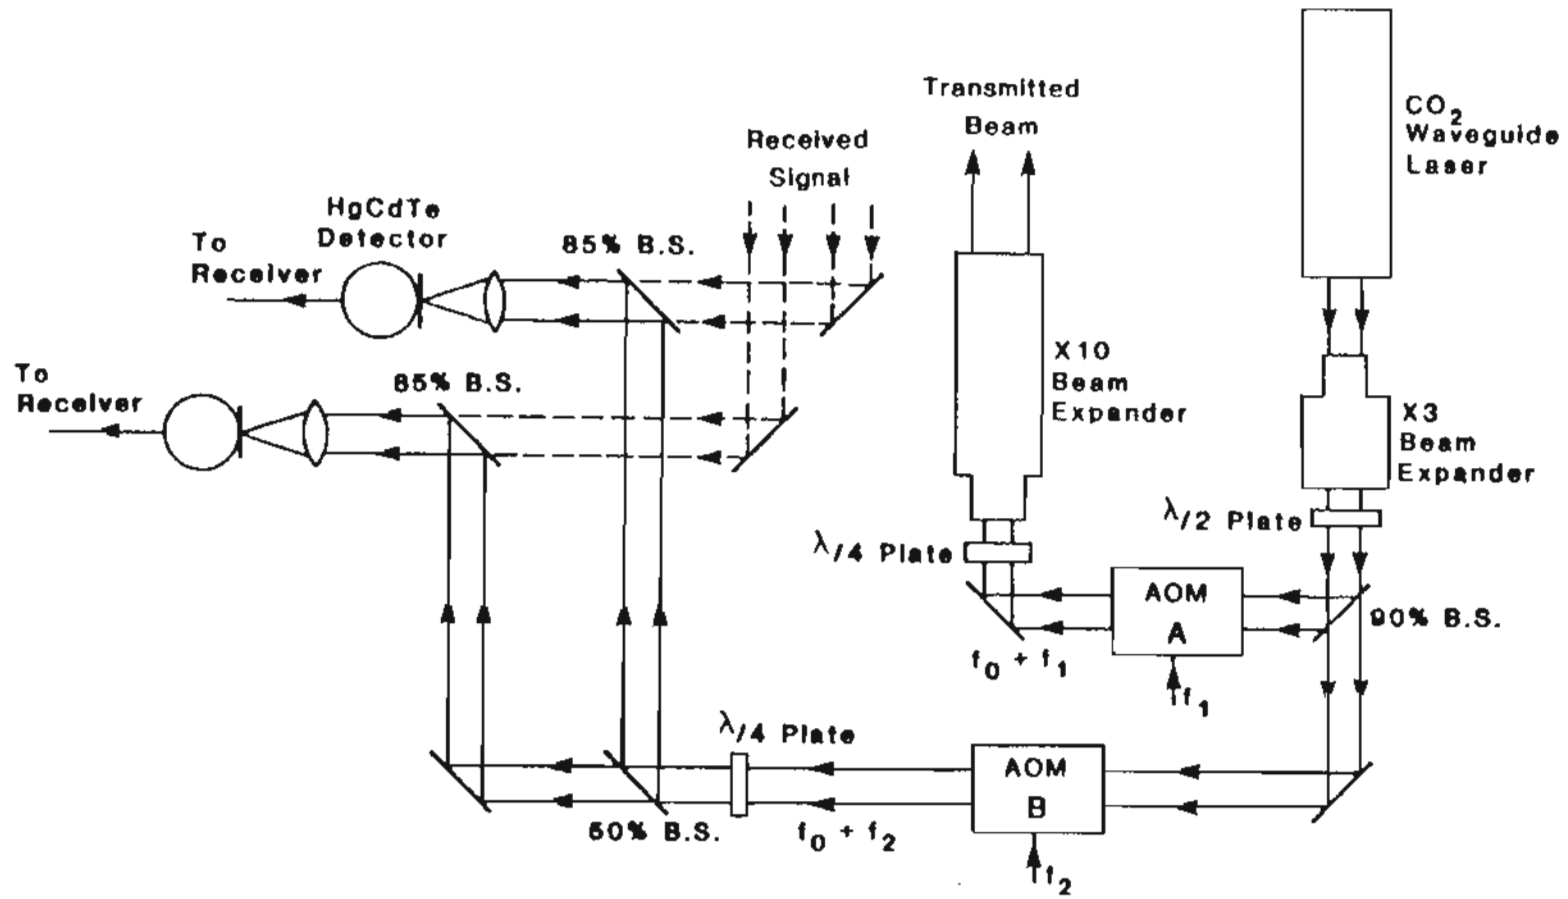 Transmitted
Beam
CO2
Waveguide
Laser
Received
Signal
HgCdTe
Detector
85% B.S.
To
Receiver
X10
Beam
Expander
To
Receiver
85% B.S.
X3
Beam
Expander
λ/2 Plate
λ/4 Plate
AOM
A
90% B.S.
f0 + f1
f1
λ/4 Plate
AOM
B
50% B.S.
f0 + f2
f2